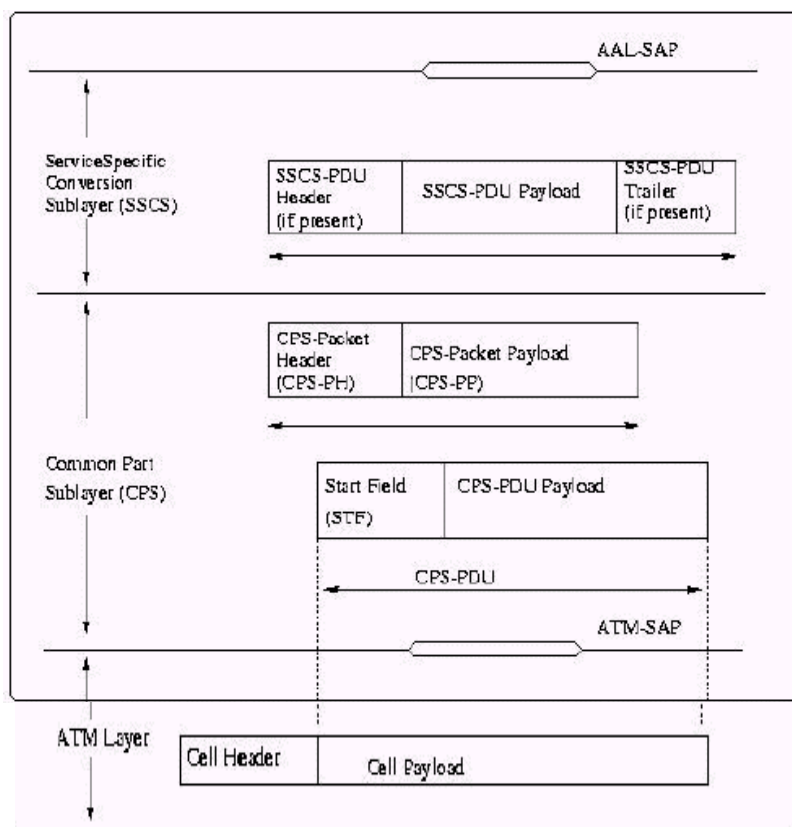 AAL-SAP
ServiceSpecific
Conversion
Sublayer (SSCS)
SSCS-PDU
Header
(if present)
SSCS-PDU Payload
SSCS-PDU
Trailer
(if present)
CPS-Packet
Header
(CPS-PH)
CPS-Packet Payload
(CPS-PP)
Common Part
Sublayer (CPS)
Start Field
(STF)
CPS-PDU Payload
CPS-PDU
ATM-SAP
ATM Layer
Cell Header
Cell Payload